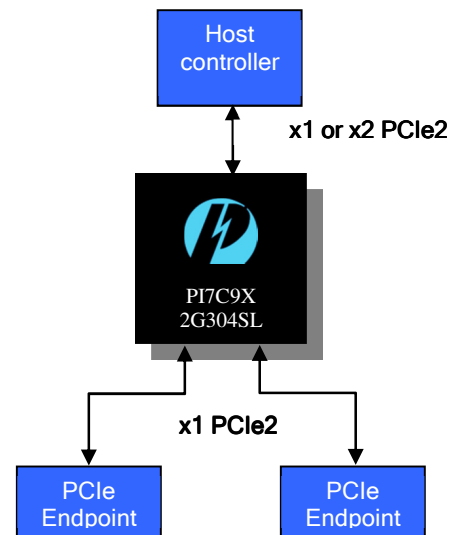 Host
controller
x1 or x2 PCIe2
PI7C9X
2G304SL
x1 PCIe2
PCIe
Endpoint
PCIe
Endpoint